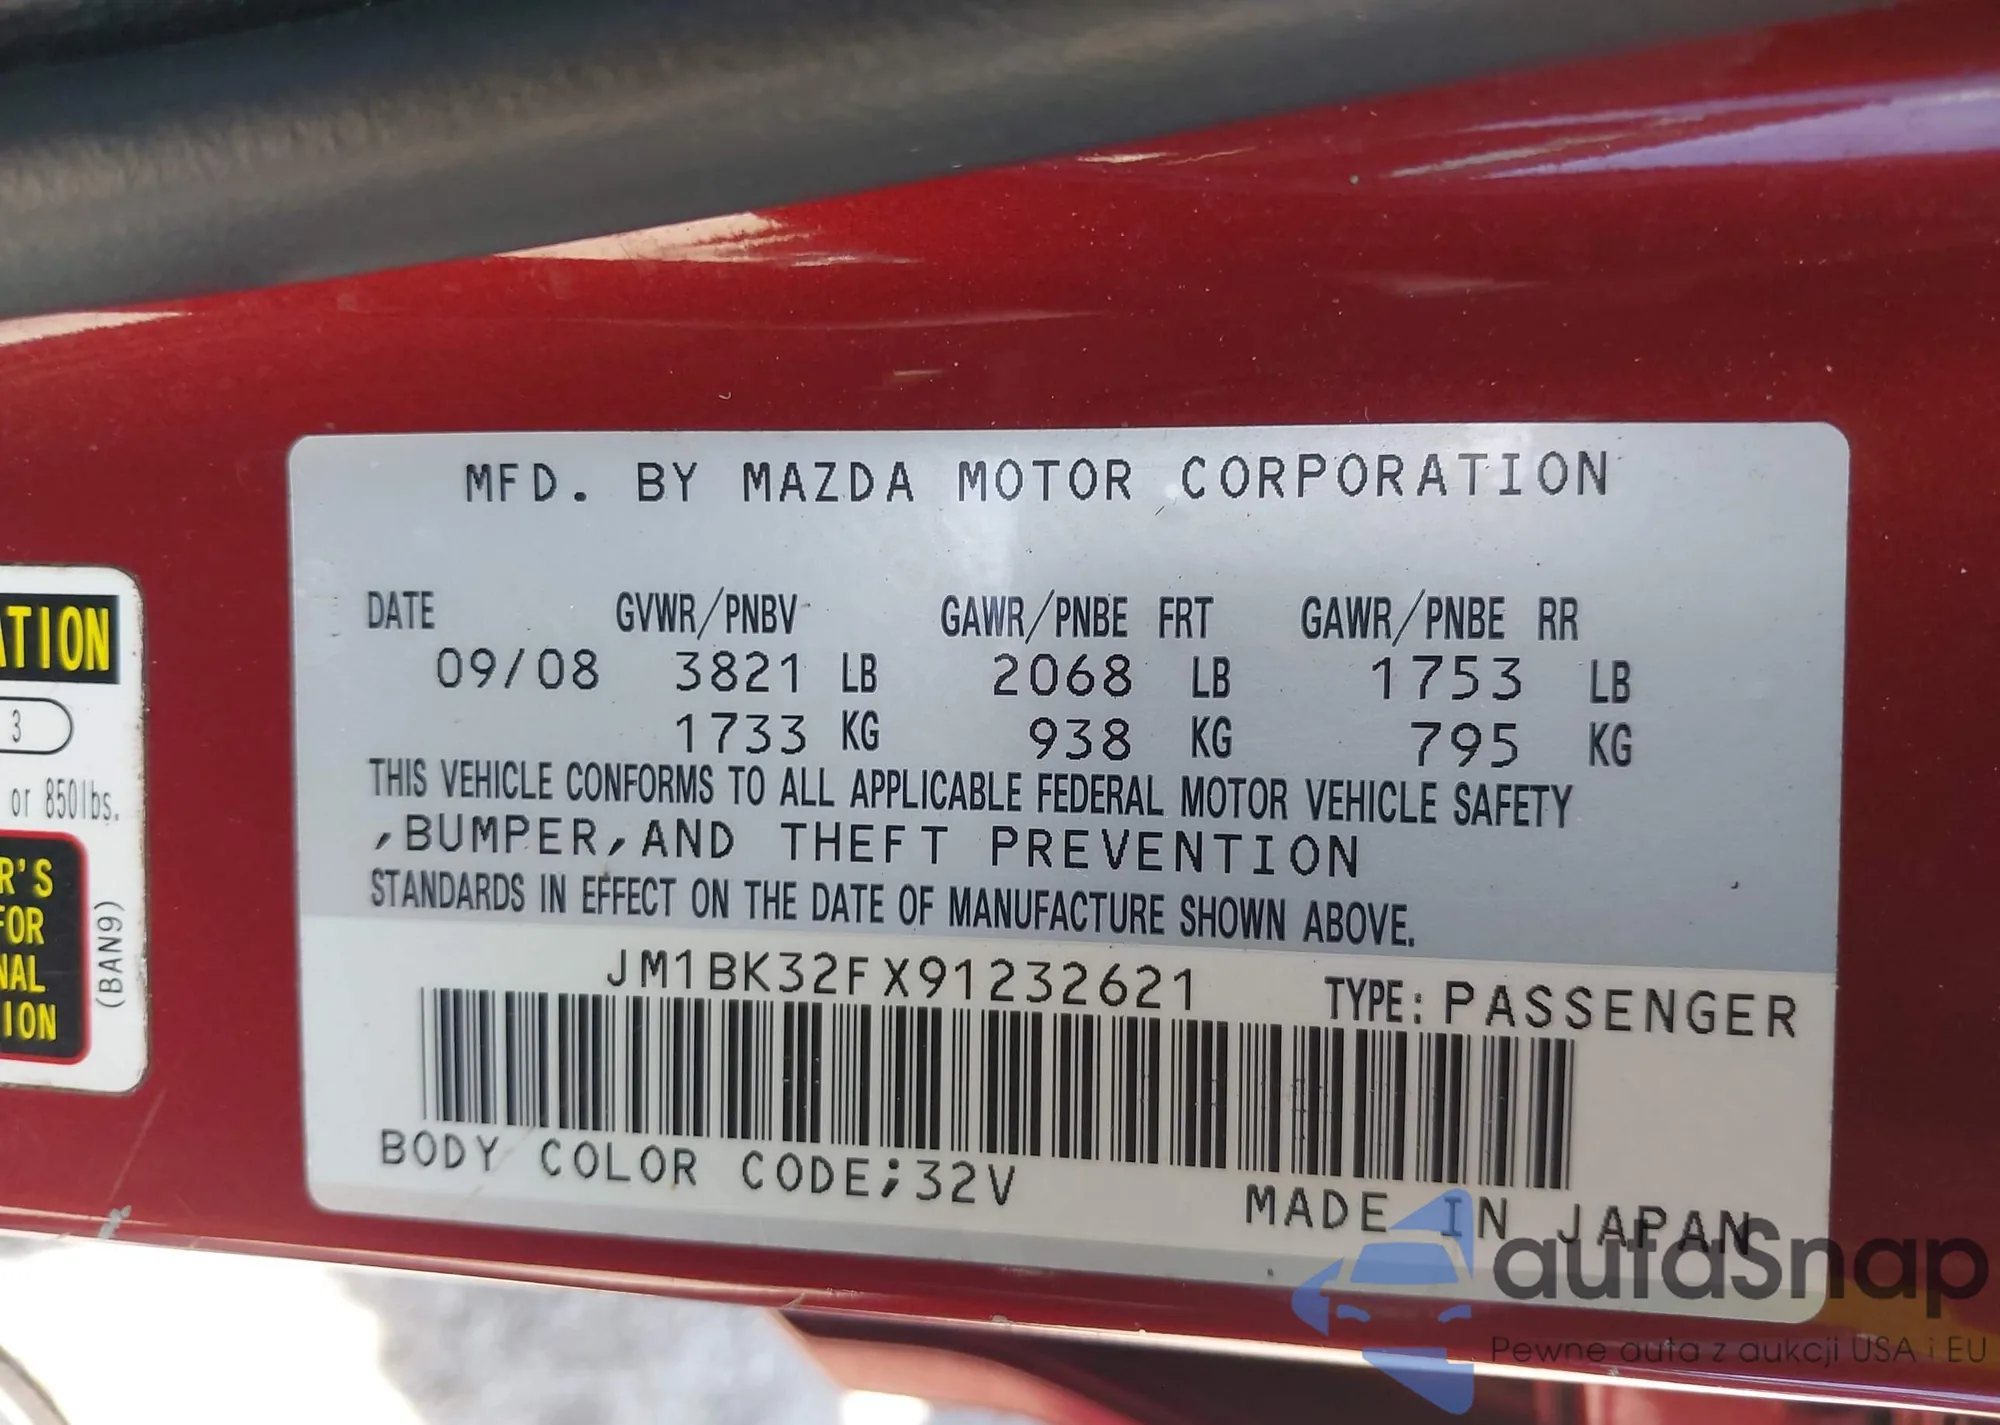 MFD. BY MAZDA MOTOR CORPORATION
DATE GVWR/PNBV GAWR/PNBE FRT GAWR/PNBE RR
09/08 3821 LB 2068 LB 1753 LB
1733 KG 938 KG 795 KG
THIS VEHICLE CONFORMS TO ALL APPLICABLE FEDERAL MOTOR VEHICLE SAFETY
,BUMPER,AND THEFT PREVENTION
STANDARDS IN EFFECT ON THE DATE OF MANUFACTURE SHOWN ABOVE.
JM1BK32FX91232621 TYPE: PASSENGER
BODY COLOR CODE;32V
MADE IN JAPAN
ATION
3
or 850lbs.
R'S
FOR
NAL
ION
(BAN9)
autaSnap
Pewne auta z aukcji USA i EU